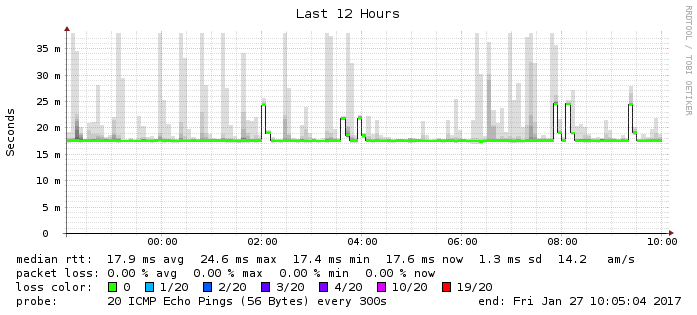 Last 12 Hours
RRDTOOL / TOBI OETIKER
Seconds
35 m
30 m
25 m
20 m
15 m
10 m
5 m
0
00:00 02:00 04:00 06:00 08:00 10:00
median rtt: 17.9 ms avg 24.6 ms max 17.4 ms min 17.6 ms now 1.3 ms sd 14.2 am/s
packet loss: 0.00 % avg 0.00 % max 0.00 % min 0.00 % now
loss color: 0 1/20 2/20 3/20 4/20 10/20 19/20
probe: 20 ICMP Echo Pings (56 Bytes) every 300s end: Fri Jan 27 10:05:04 2017